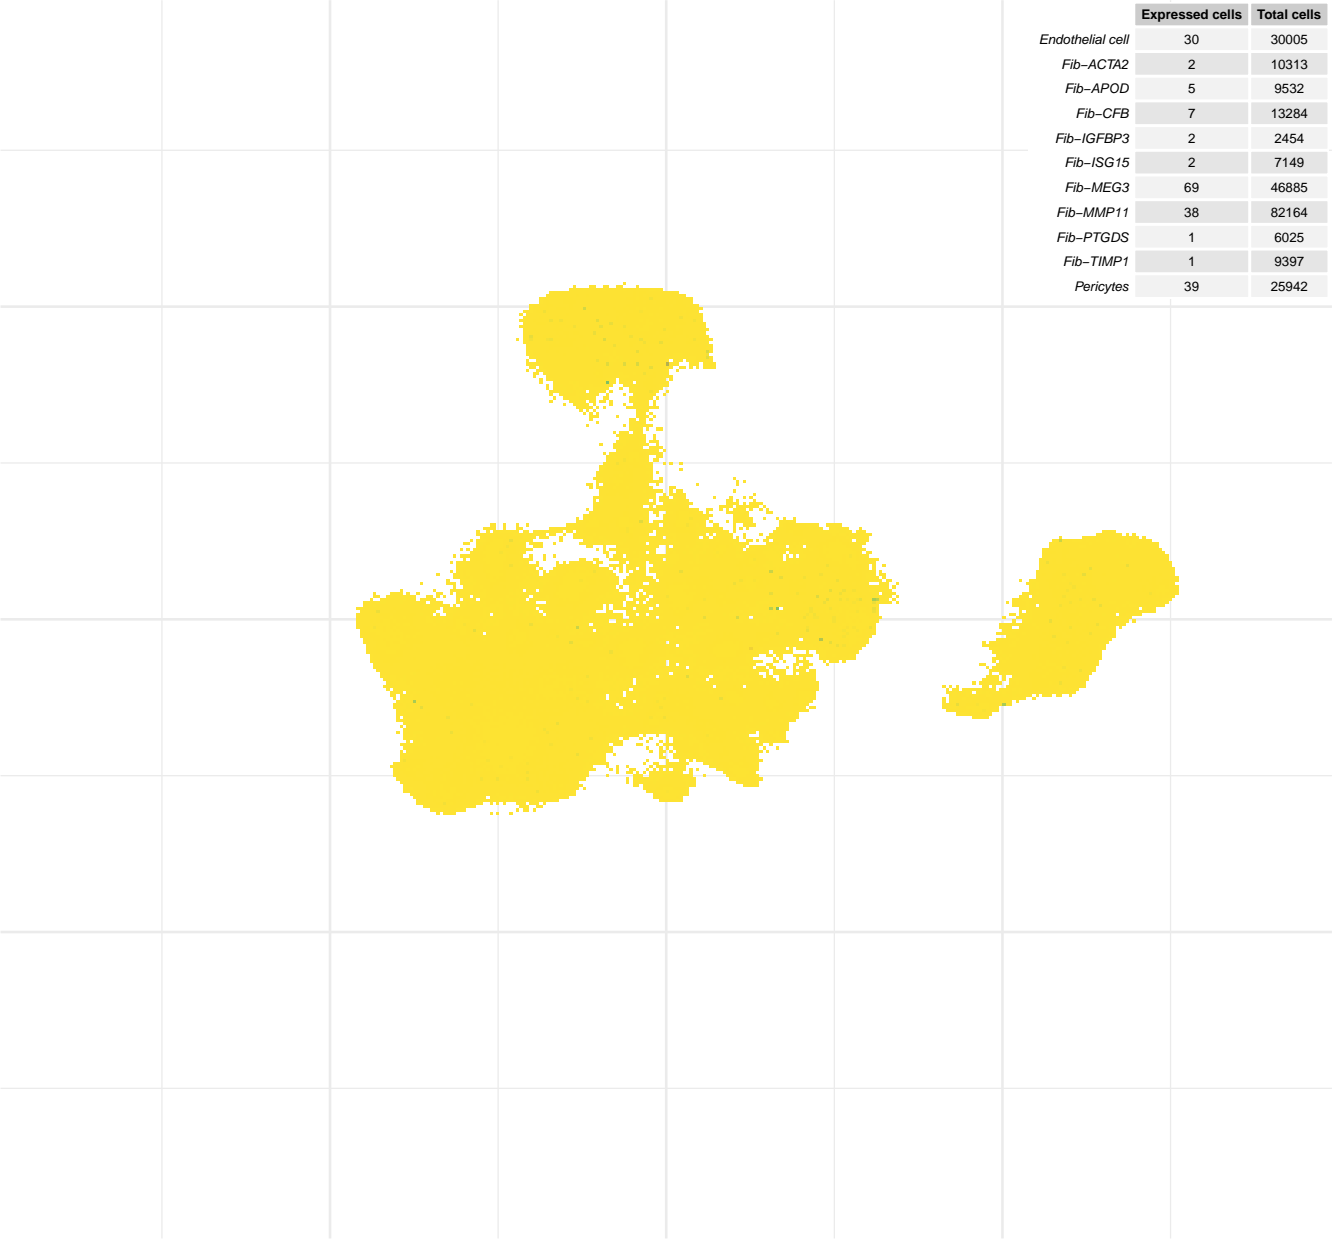 Expressed cells Total cells
Endothelial cell 30 30005
Fib−ACTA2 2 10313
Fib−APOD 5 9532
Fib−CFB 7 13284
Fib−IGFBP3 2 2454
Fib−ISG15 2 7149
Fib−MEG3 69 46885
Fib−MMP11 38 82164
Fib−PTGDS 1 6025
Fib−TIMP1 1 9397
Pericytes 39 25942